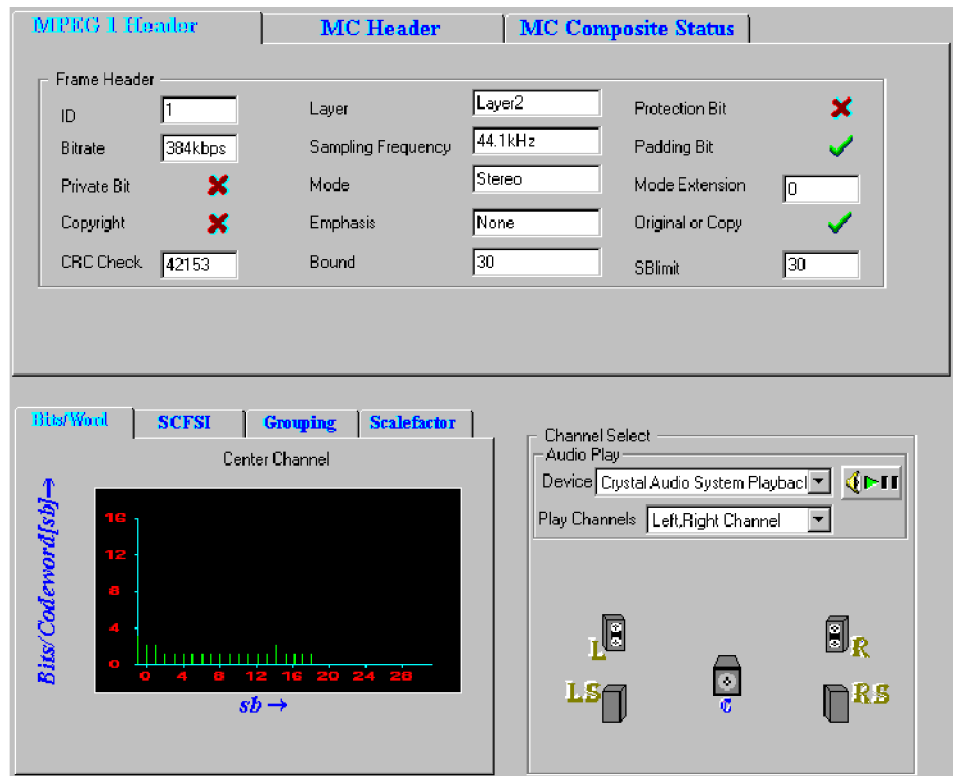 MPEG 1 Header MC Header MC Composite Status
Frame Header
ID 1 Layer Layer2 Protection Bit
Bitrate 384kbps Sampling Frequency 44.1kHz Padding Bit
Private Bit Mode Stereo Mode Extension 0
Copyright Emphasis None Original or Copy
CRC Check 42153 Bound 30 SBlimit 30
Bits/Word SCFSI Grouping Scalefactor
Center Channel
Bits/Codeword[sb]→
16
12
8
4
0
0 4 8 12 16 20 24 28
sb →
Channel Select
Audio Play
Device Crystal Audio System Playbacl
Play Channels Left,Right Channel
L R
LS C RS